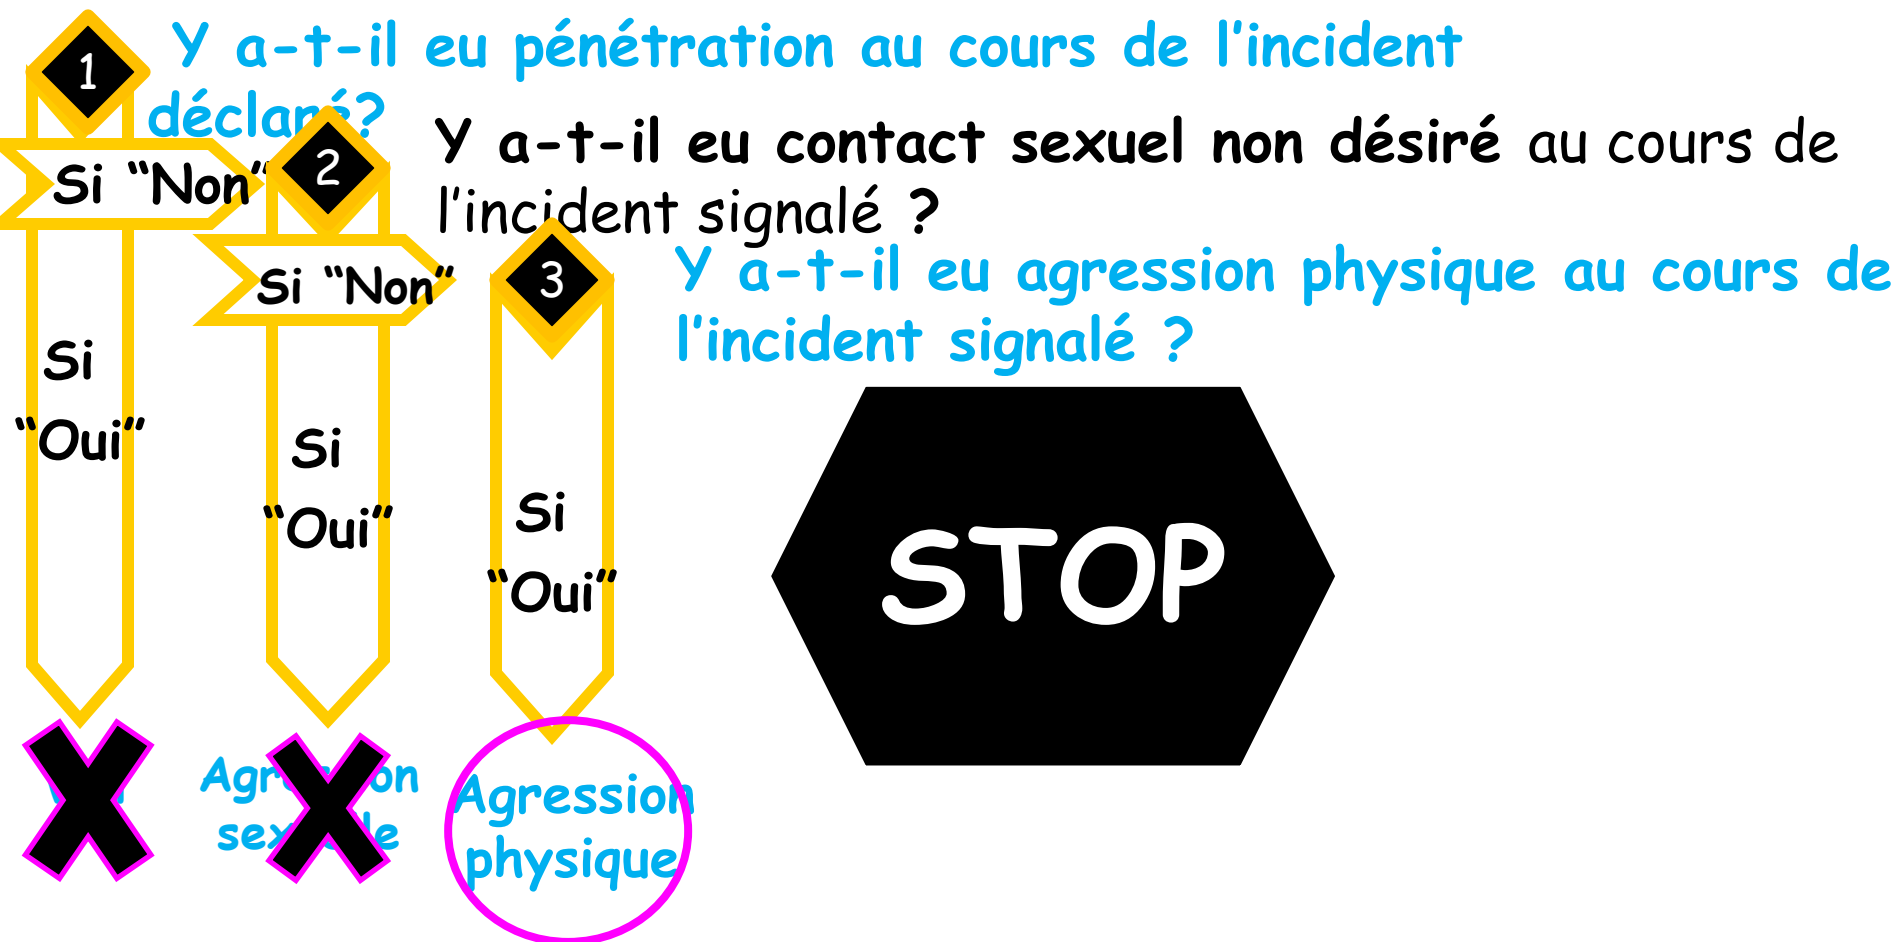 1
Y a-t-il eu pénétration au cours de l’incident
déclaré?
Si “Non”
2
Y a-t-il eu contact sexuel non désiré au cours de
l’incident signalé ?
Si “Non”
3
Y a-t-il eu agression physique au cours de
l’incident signalé ?
Si
“Oui”
Si
“Oui”
Si
“Oui”
STOP
Agression
sexuelle
Agression
physique